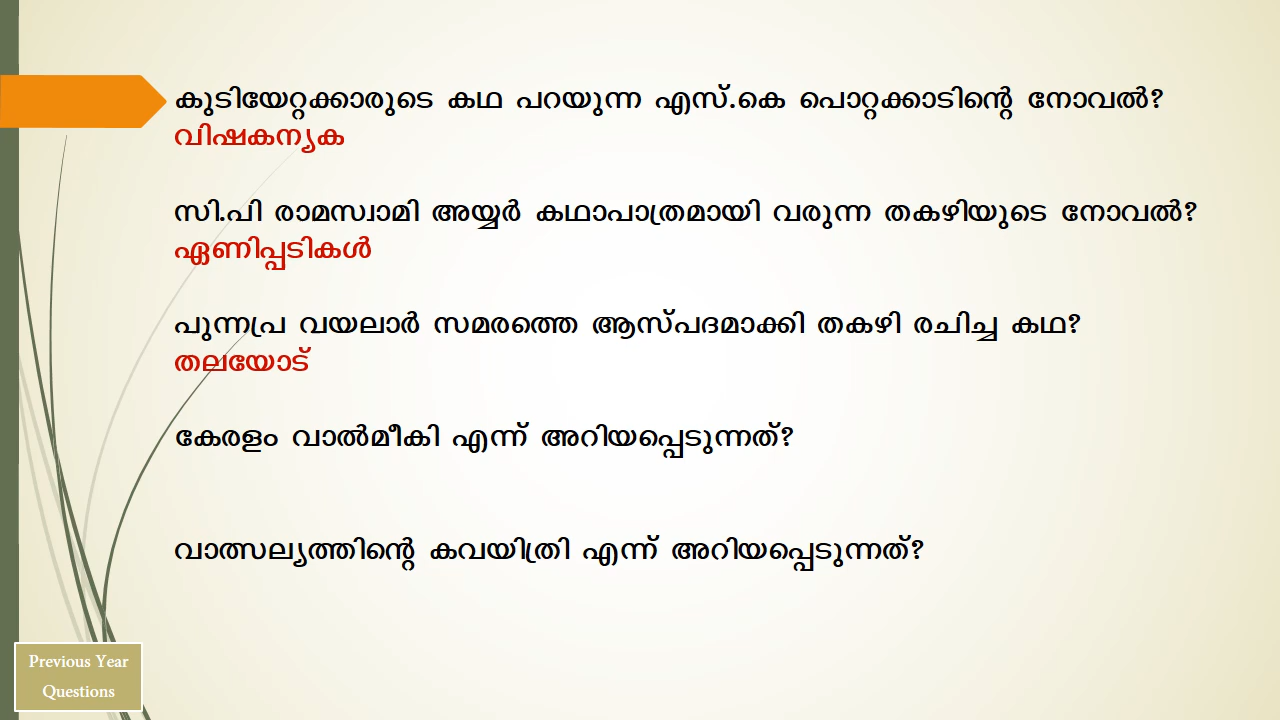 കുടിയേറ്റക്കാരുടെ കഥ പറയുന്ന എസ്.കെ പൊറ്റക്കാടിന്റെ നോവൽ?
വിഷകന്യക
സി.പി രാമസ്വാമി അയ്യർ കഥാപാത്രമായി വരുന്ന തകഴിയുടെ നോവൽ?
ഏണിപ്പടികൾ
പുന്നപ്ര വയലാർ സമരത്തെ ആസ്പദമാക്കി തകഴി രചിച്ച കഥ?
തലയോട്
കേരളം വാൽമീകി എന്ന് അറിയപ്പെടുന്നത്?
വാത്സല്യത്തിന്റെ കവയിത്രി എന്ന് അറിയപ്പെടുന്നത്?
Previous Year
Questions